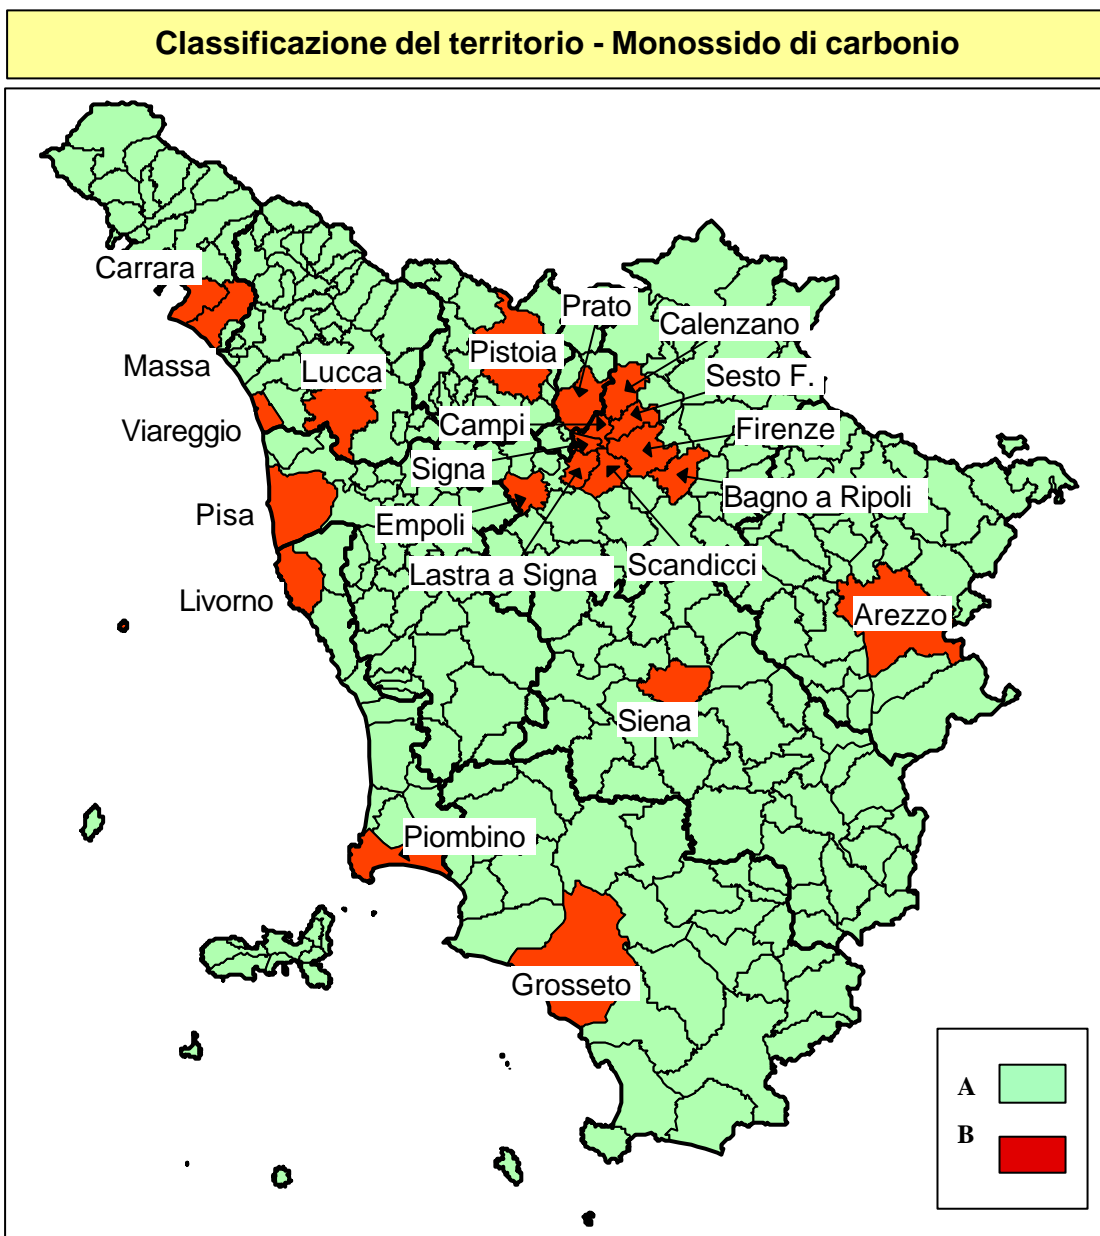 Classificazione del territorio - Monossido di carbonio
Carrara
Prato
Calenzano
Massa
Lucca
Pistoia
Sesto F.
Viareggio
Campi
Firenze
Signa
Bagno a Ripoli
Pisa
Empoli
Lastra a Signa
Scandicci
Livorno
Arezzo
Siena
Piombino
Grosseto
A
B